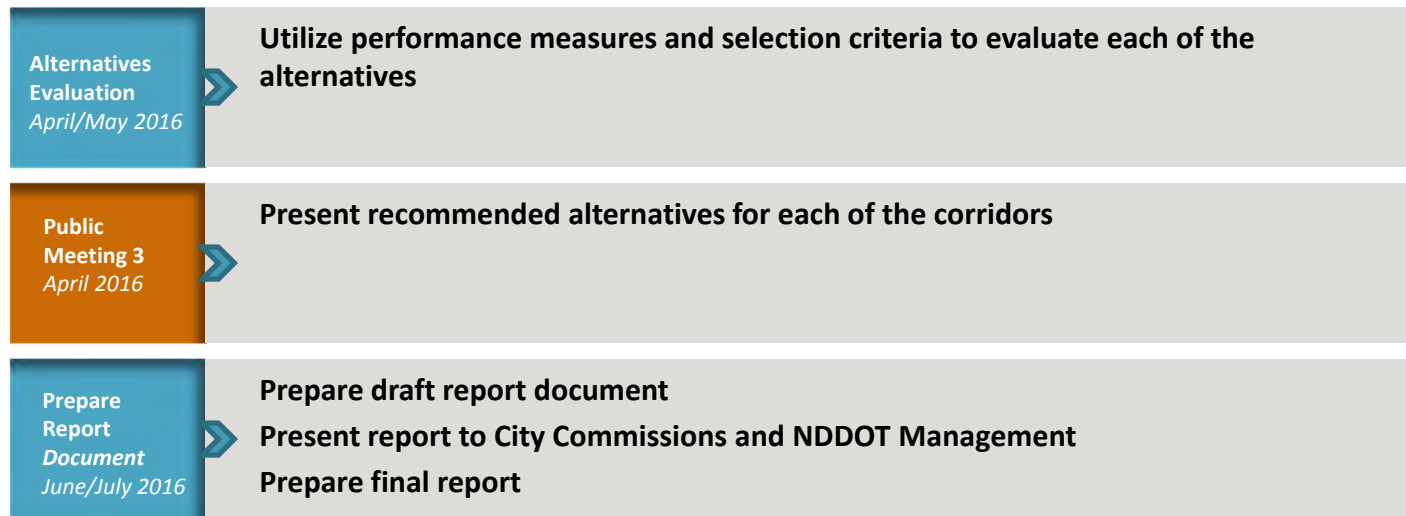 Alternatives
Evaluation
April/May 2016
Utilize performance measures and selection criteria to evaluate each of the
alternatives
Public
Meeting 3
April 2016
Present recommended alternatives for each of the corridors
Prepare
Report
Document
June/July 2016
Prepare draft report document
Present report to City Commissions and NDDOT Management
Prepare final report